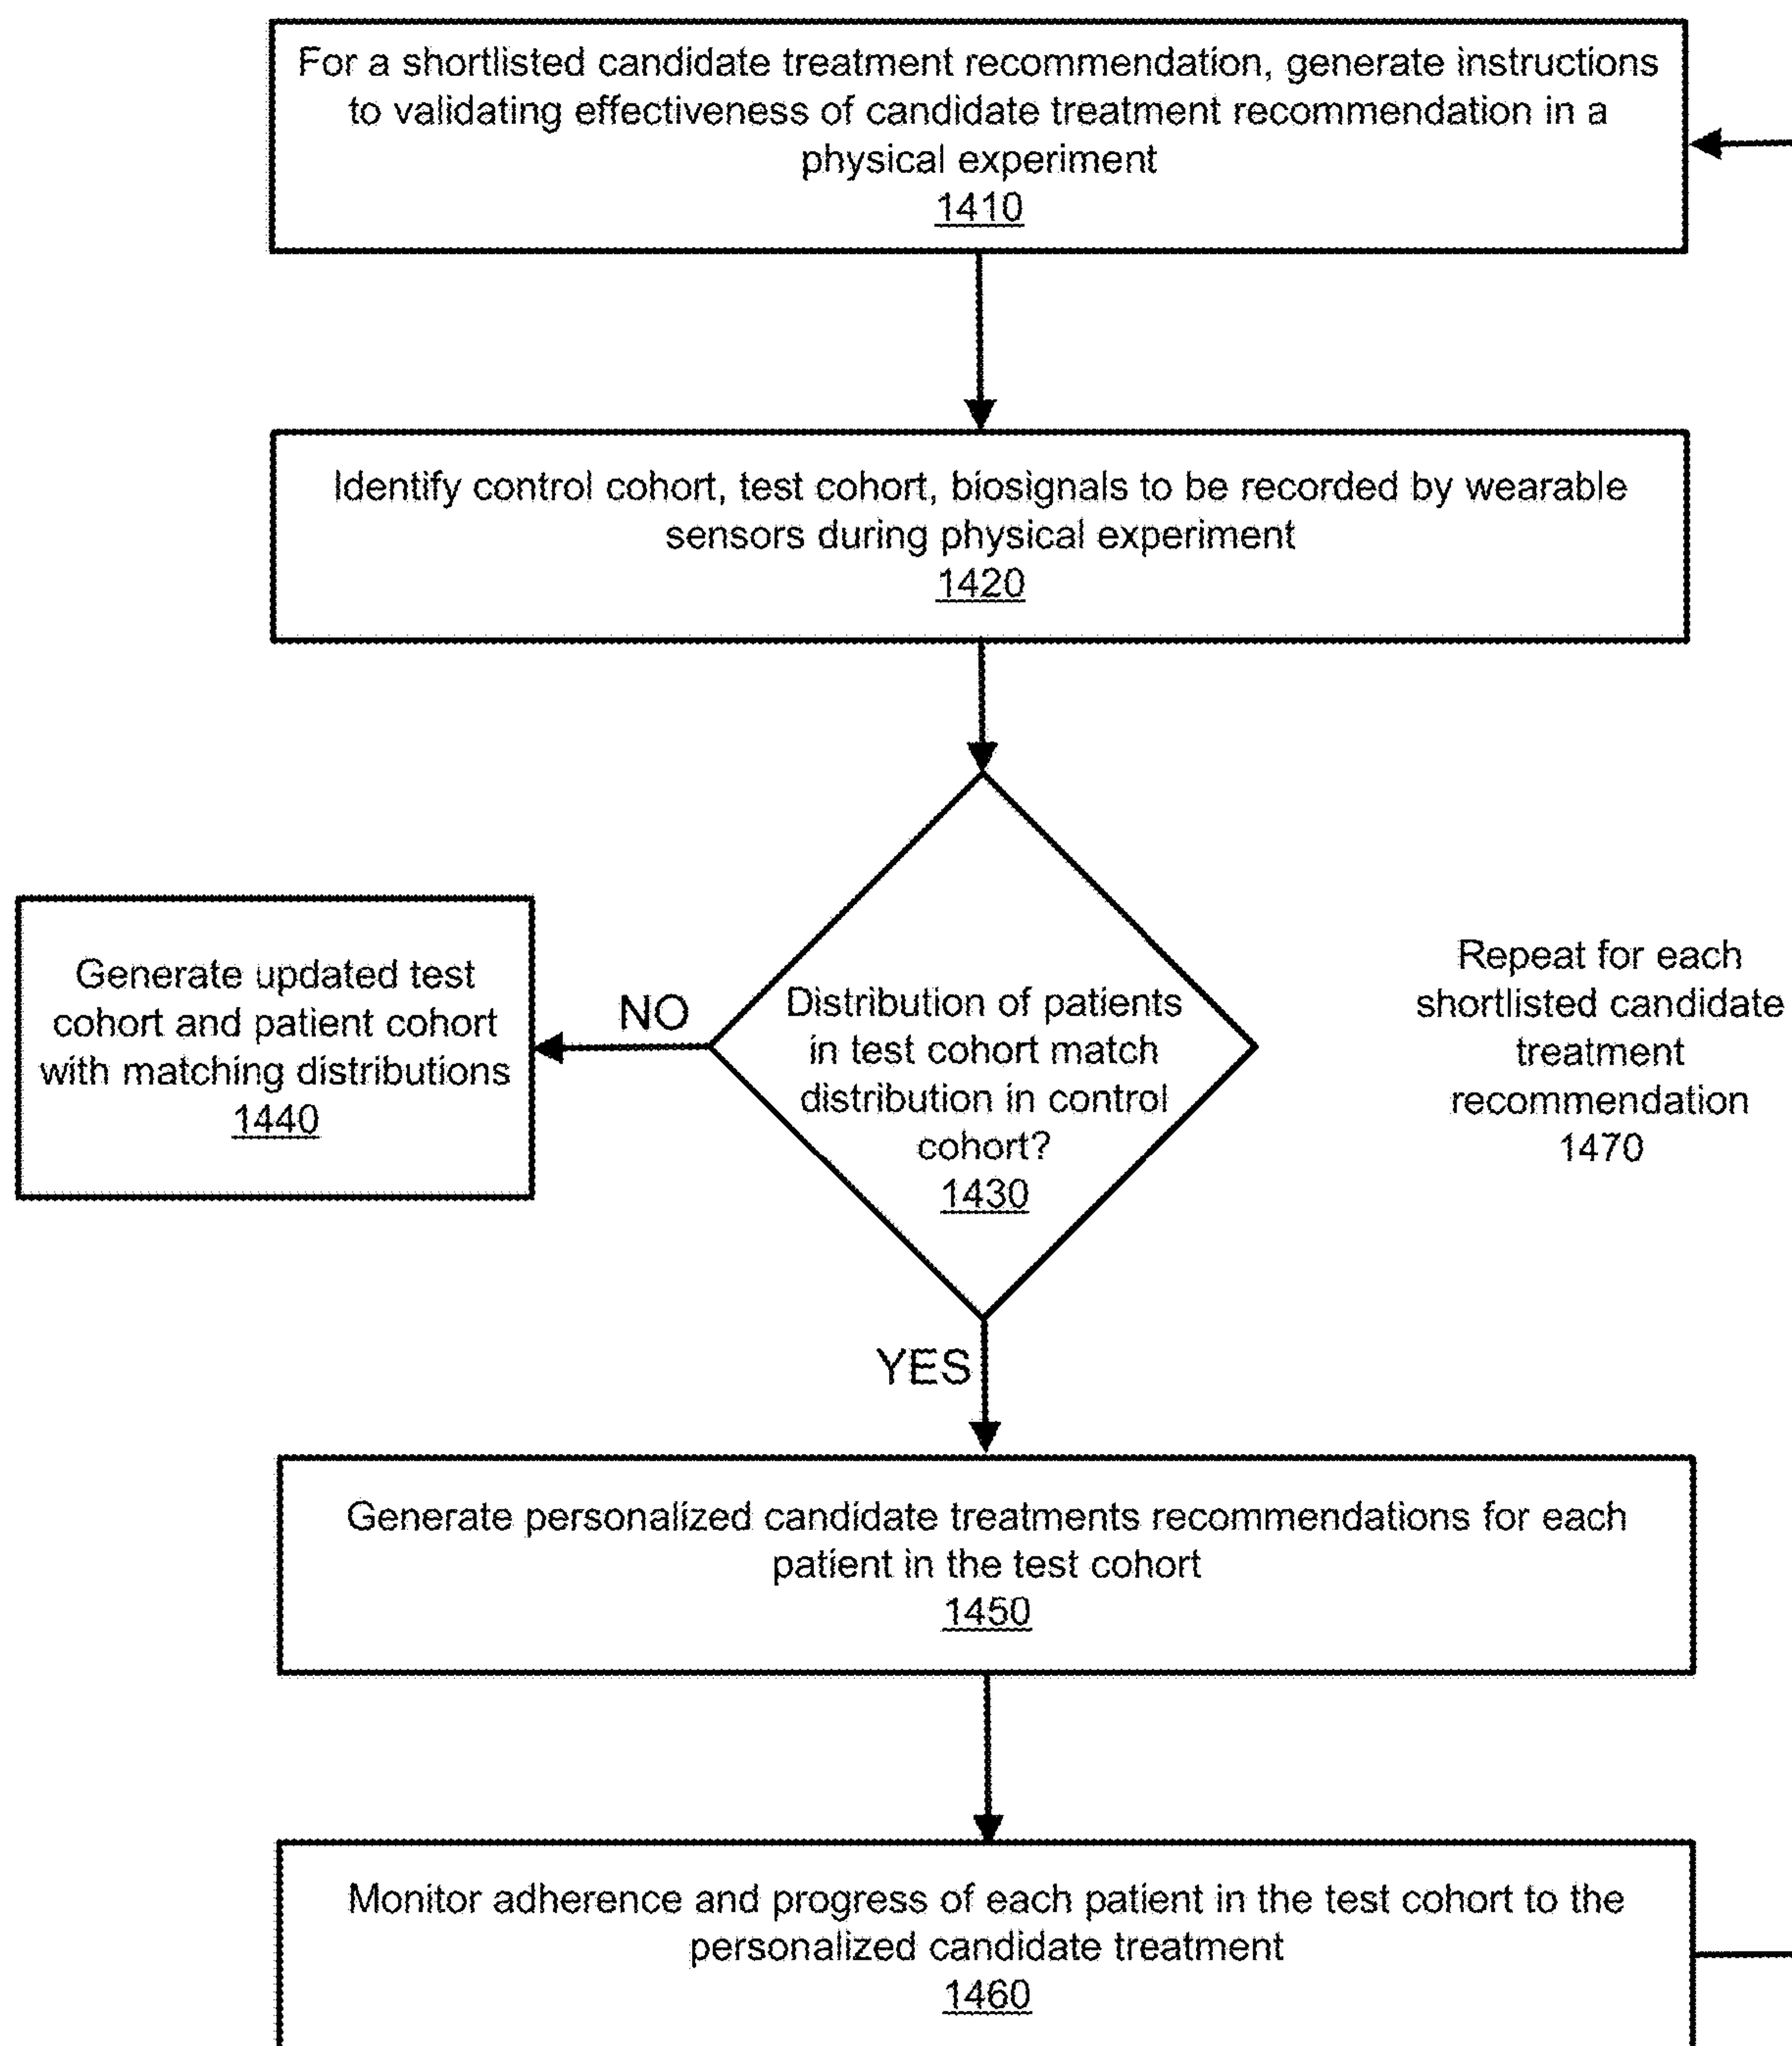 For a shortlisted candidate treatment recommendation, generate instructions
to validating effectiveness of candidate treatment recommendation in a
physical experiment
1410
Identify control cohort, test cohort, biosignals to be recorded by wearable
sensors during physical experiment
1420
Distribution of patients
in test cohort match
distribution in control
cohort?
1430
NO
Generate updated test
cohort and patient cohort
with matching distributions
1440
Repeat for each
shortlisted candidate
treatment
recommendation
1470
YES
Generate personalized candidate treatments recommendations for each
patient in the test cohort
1450
Monitor adherence and progress of each patient in the test cohort to the
personalized candidate treatment
1460